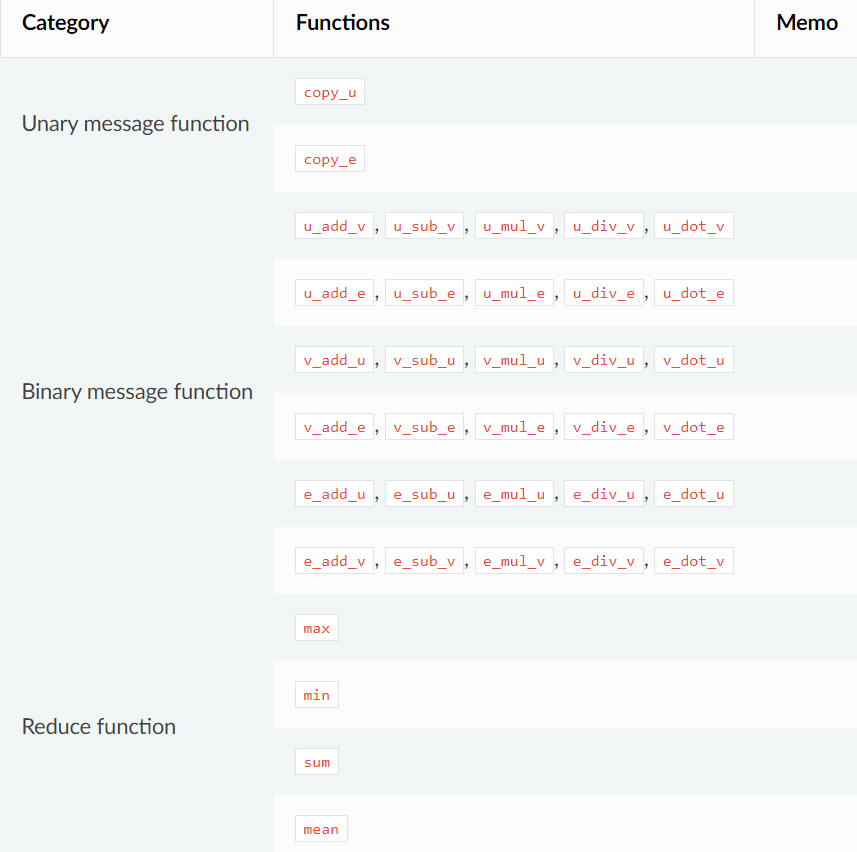 Category Functions Memo
copy_u
Unary message function
copy_e
u_add_v, u_sub_v, u_mul_v, u_div_v, u_dot_v
u_add_e, u_sub_e, u_mul_e, u_div_e, u_dot_e
v_add_u, v_sub_u, v_mul_u, v_div_u, v_dot_u
Binary message function
v_add_e, v_sub_e, v_mul_e, v_div_e, v_dot_e
e_add_u, e_sub_u, e_mul_u, e_div_u, e_dot_u
e_add_v, e_sub_v, e_mul_v, e_div_v, e_dot_v
max
min
Reduce function
sum
mean